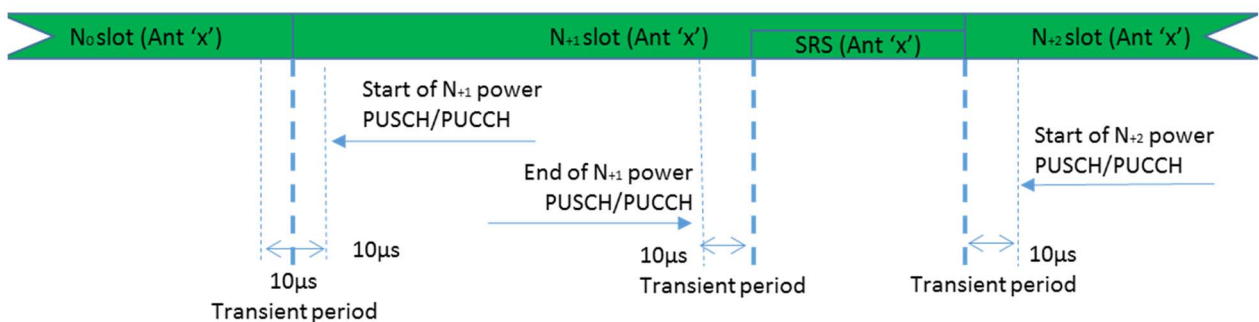 N₀ slot (Ant ‘x’)
N₊₁ slot (Ant ‘x’)
SRS (Ant ‘x’)
N₊₂ slot (Ant ‘x’)
Start of N₊₁ power
PUSCH/PUCCH
End of N₊₁ power
PUSCH/PUCCH
Start of N₊₂ power
PUSCH/PUCCH
10µs
10µs
Transient period
10µs
Transient period
10µs
Transient period